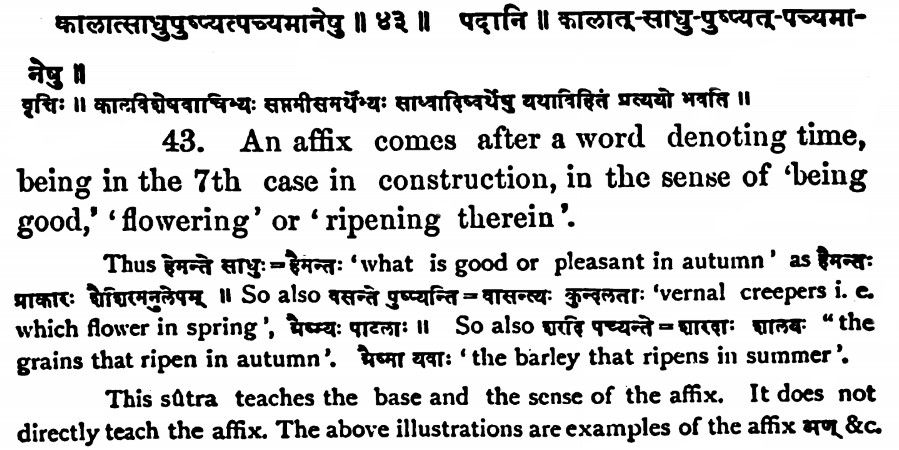 कालात्साधुपुष्प्यत्पच्यमानेषु ॥ ४३ ॥ पदानि ॥ कालात्-साधु-पुष्प्यत्-पच्यमा-
नेषु ॥
वृत्तिः ॥ कालविशेषवाचिभ्यः सप्तमीसमर्थेभ्यः साध्वादिष्वर्थेषु यथाविहितं प्रत्ययो भवति ॥
43. An affix comes after a word denoting time,
being in the 7th case in construction, in the sense of ‘being
good,’ ‘flowering’ or ‘ripening therein’.
Thus हेमन्ते साधुः=हैमन्तः ‘what is good or pleasant in autumn’ as हैमन्तः
प्राकारः शैशिरमनुलेपम् ॥ So also वसन्ते पुष्प्यन्ति=वासन्त्यः कुन्दलताः ‘vernal creepers i. e.
which flower in spring’, ग्रैष्म्यः पाटलाः ॥ So also शरदि पच्यन्ते=शारदाः शालयः “the
grains that ripen in autumn’. ग्रैष्मा यवाः ‘the barley that ripens in summer’.
This sûtra teaches the base and the sense of the affix. It does not
directly teach the affix. The above illustrations are examples of the affix अण् &c.